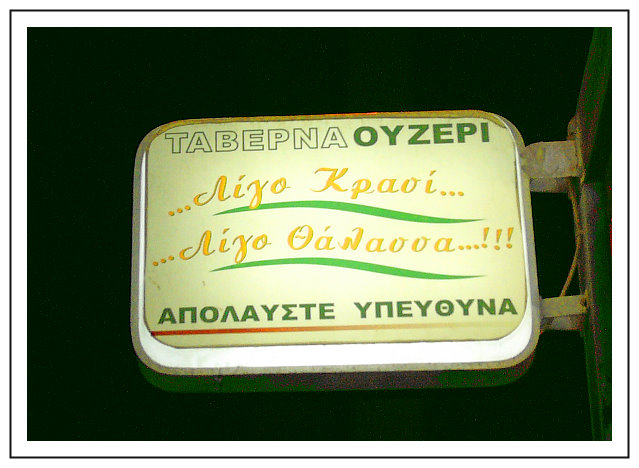 ΤΑΒΕΡΝΑ ΟΥΖΕΡΙ
...Λίγο Κρασί...
...Λίγο Θάλασσα...!!!
ΑΠΟΛΑΥΣΤΕ ΥΠΕΥΘΥΝΑ